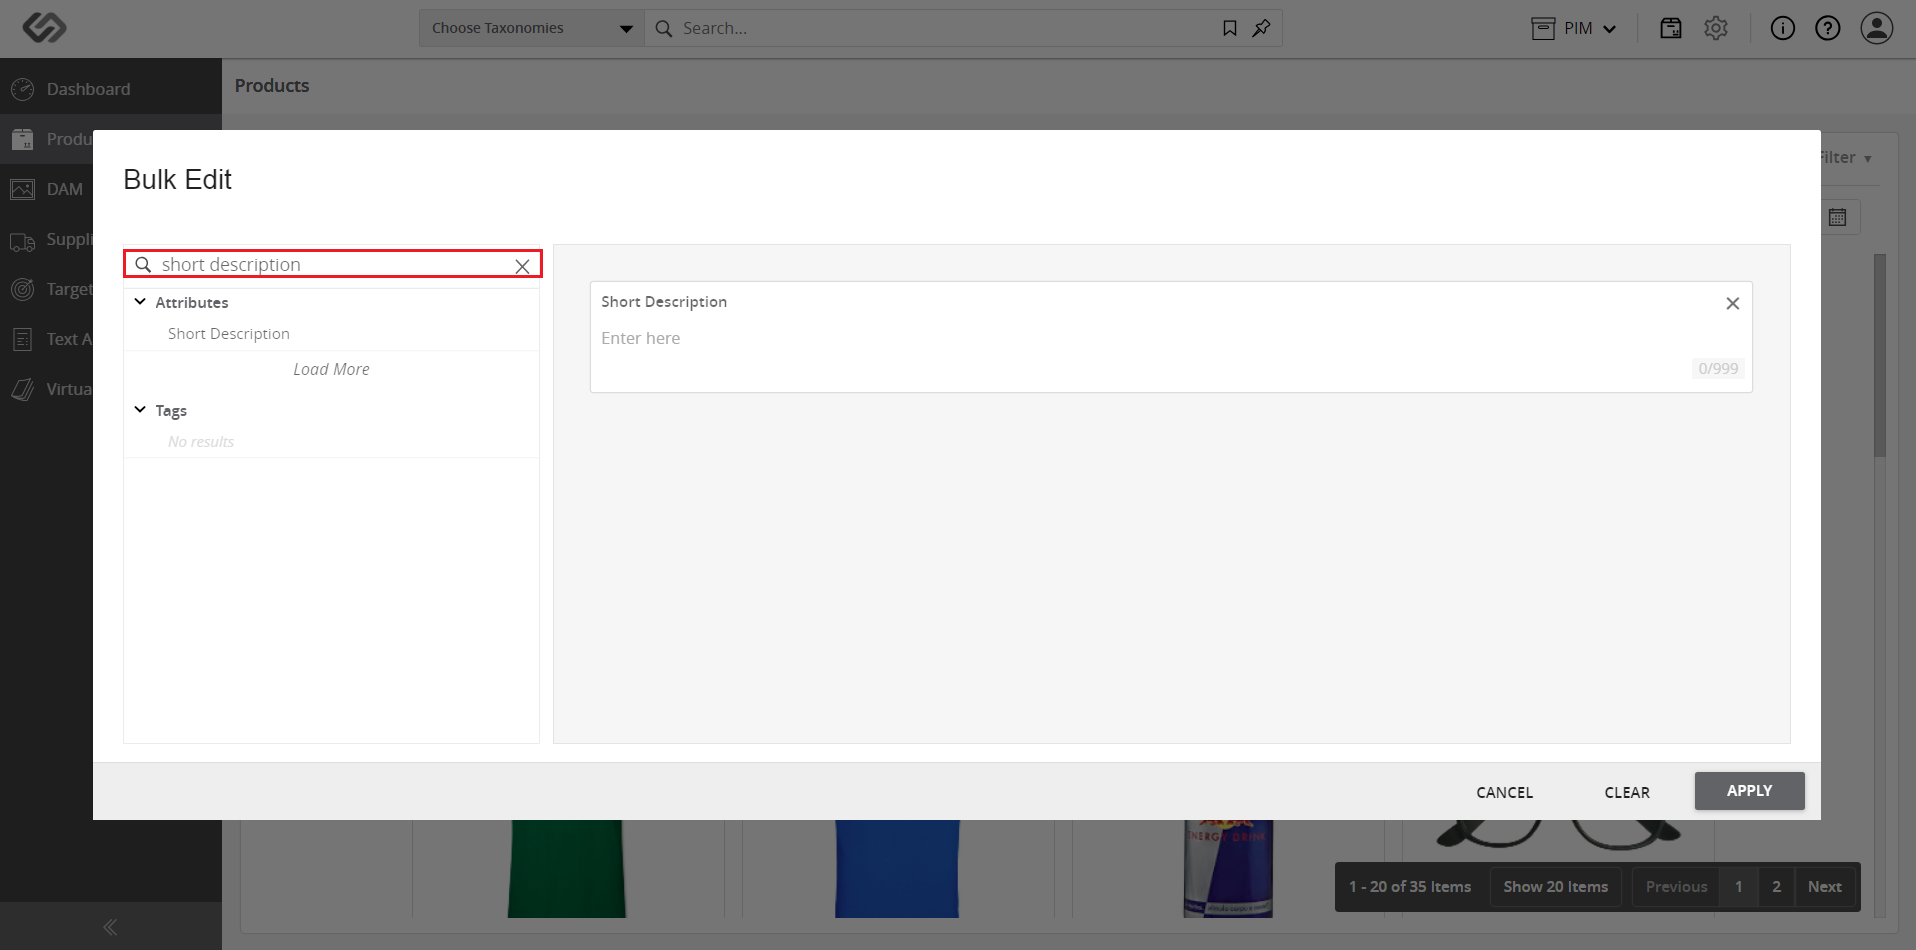 Choose Taxonomies
Search...
PIM
Dashboard
Products
Produ
DAM
Suppli
Target
Text A
Virtua
Filter
Bulk Edit
short description
Attributes
Short Description
Load More
Tags
No results
Short Description
Enter here
0/999
CANCEL
CLEAR
APPLY
ENERGY DRINK
1 - 20 of 35 Items
Show 20 Items
Previous
1
2
Next